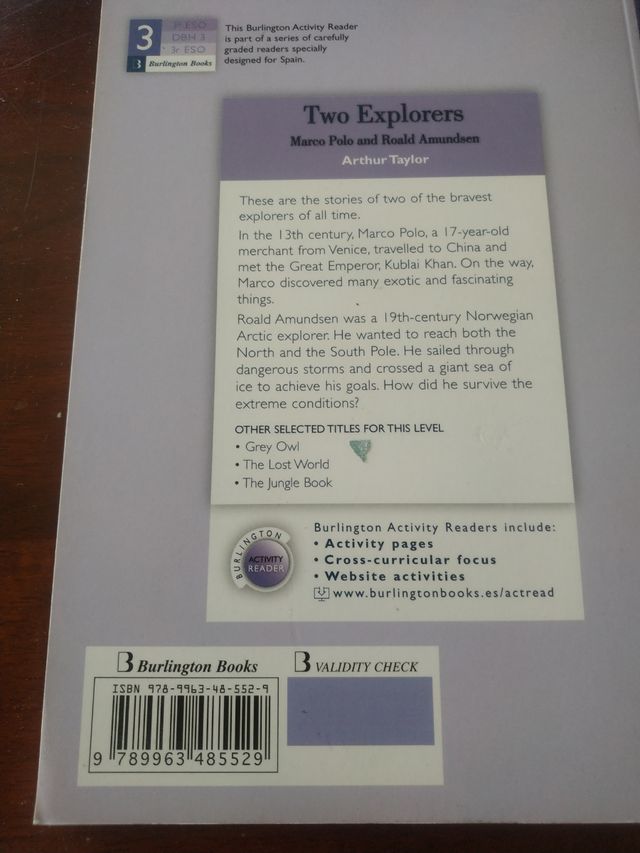 3
3º ESO
DBH 3
3r ESO
Burlington Books
This Burlington Activity Reader
is part of a series of carefully
graded readers specially
designed for Spain.
Two Explorers
Marco Polo and Roald Amundsen
Arthur Taylor
These are the stories of two of the bravest
explorers of all time.
In the 13th century, Marco Polo, a 17-year-old
merchant from Venice, travelled to China and
met the Great Emperor, Kublai Khan. On the way,
Marco discovered many exotic and fascinating
things.
Roald Amundsen was a 19th-century Norwegian
Arctic explorer. He wanted to reach both the
North and the South Pole. He sailed through
dangerous storms and crossed a giant sea of
ice to achieve his goals. How did he survive the
extreme conditions?
OTHER SELECTED TITLES FOR THIS LEVEL
• Grey Owl
• The Lost World
• The Jungle Book
BURLINGTON
ACTIVITY
READER
Burlington Activity Readers include:
• Activity pages
• Cross-curricular focus
• Website activities
www.burlingtonbooks.es/actread
B Burlington Books
B VALIDITY CHECK
ISBN 978-9963-48-552-9
9 789963 485529